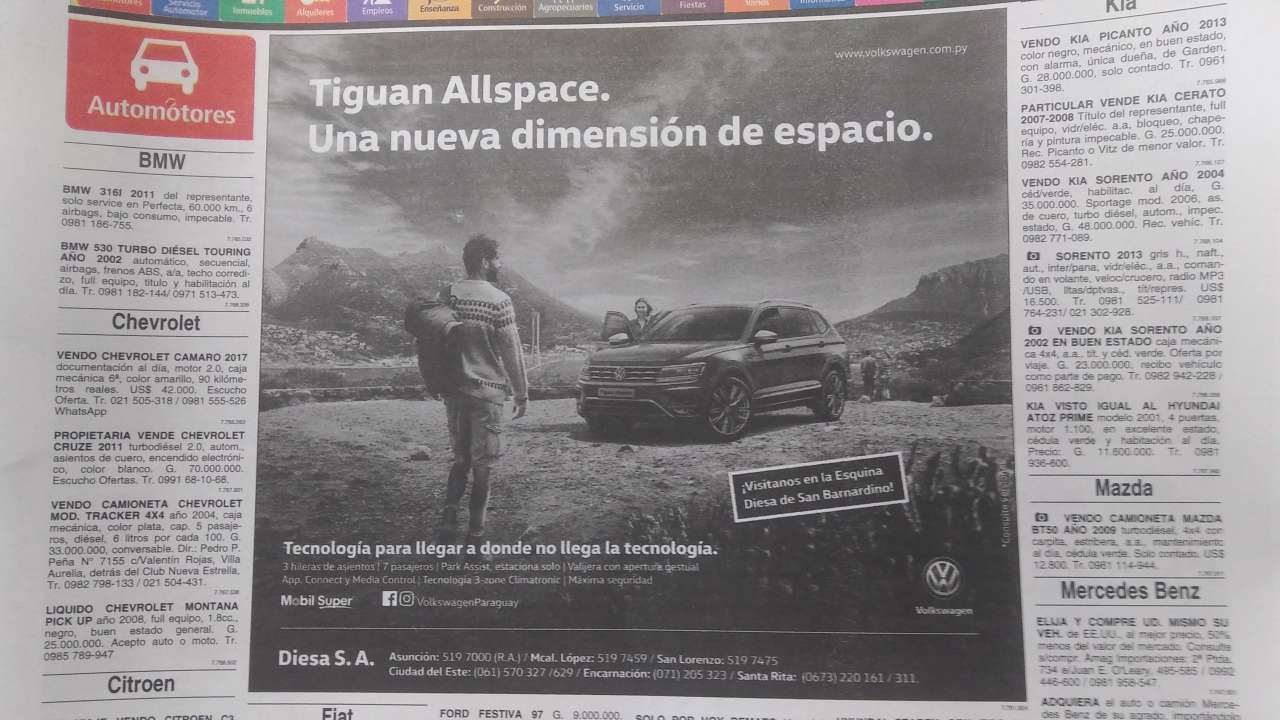 Automotores
Servicio
Automotor
Inmuebles
Alquileres
Empleos
Enseñanza
Construcción
Agropecuarios
Servicio
Fiestas
Varios
Automótores
BMW
BMW 316I 2011 del representante,
solo service en Perfecta, 60.000 km., 6
airbags, bajo consumo, impecable. Tr.
0981 186-755.
BMW 530 TURBO DIÉSEL TOURING
AÑO 2002 automático, secuencial,
airbags, frenos ABS, a/a, techo corredi-
zo, full equipo, título y habilitación al
día. Tr. 0981 182-144/ 0971 513-473.
Chevrolet
VENDO CHEVROLET CAMARO 2017
documentación al día, motor 2.0, caja
mecánica 6ª, color amarillo, 90 kilóme-
tros reales. US$ 42.000. Escucho
Oferta. Tr. 021 505-318 / 0981 555-526
WhatsApp
PROPIETARIA VENDE CHEVROLET
CRUZE 2011 turbodiésel 2.0, autom.,
asientos de cuero, encendido electróni-
co, color blanco. G. 70.000.000.
Escucho Ofertas. Tr. 0991 68-10-68.
VENDO CAMIONETA CHEVROLET
MOD. TRACKER 4X4 año 2004, caja
mecánica, color plata, cap. 5 pasaje-
ros, diésel, 6 litros por cada 100. G.
33.000.000, conversable. Dir.: Pedro P.
Peña N° 7155 c/Valentín Rojas, Villa
Aurelia, detrás del Club Nueva Estrella.
Tr. 0982 798-133 / 021 504-431.
LIQUIDO CHEVROLET MONTANA
PICK UP año 2008, full equipo, 1.8cc.,
negro, buen estado general. G.
25.000.000. Acepto auto o moto. Tr.
0985 789-947
Citroen
www.volkswagen.com.py
Tiguan Allspace.
Una nueva dimensión de espacio.
¡Visitanos en la Esquina
Diesa de San Barnardino!
Tecnología para llegar a donde no llega la tecnología.
3 hileras de asientos | 7 pasajeros | Park Assist, estaciona solo | Valijera con apertura gestual
App. Connect y Media Control | Tecnología 3-zone Climatronic | Máxima seguridad
Mobil Super
VolkswagenParaguay
Volkswagen
Diesa S. A.
Asunción: 519 7000 (R.A.) / Mcal. López: 519 7459 / San Lorenzo: 519 7475
Ciudad del Este: (061) 570 327 /629 / Encarnación: (071) 205 323 / Santa Rita: (0673) 220 161 / 311.
Fiat
FORD FESTIVA 97 G. 9.000.000.
Kia
VENDO KIA PICANTO AÑO 2013
color negro, mecánico, en buen estado,
con alarma, única dueña, de Garden.
G. 28.000.000, solo contado. Tr. 0961
301-398.
PARTICULAR VENDE KIA CERATO
2007-2008 Título del representante, full
equipo, vidr/eléc. a.a, bloqueo, chape-
ría y pintura impecable. G. 25.000.000.
Rec. Picanto o Vitz de menor valor. Tr.
0982 554-281.
VENDO KIA SORENTO AÑO 2004
céd/verde, habilitac. al día, G.
35.000.000. Sportage mod. 2006, as.
de cuero, turbo diésel, autom., impec.
estado, G. 48.000.000. Rec. vehíc. Tr.
0982 771-089.
SORENTO 2013 gris h., naft.,
aut., inter/pana, vidr/eléc., a.a., coman-
do en volante, veloc/crucero, radio MP3
/USB, lltas/dptvas., tít/repres. US$
16.500. Tr. 0981 525-111/ 0981
764-231/ 021 302-928.
VENDO KIA SORENTO AÑO
2002 EN BUEN ESTADO caja mecáni-
ca 4x4, a.a., tít. y céd. verde. Oferta por
viaje. G. 23.000.000, recibo vehículo
como parte de pago. Tr. 0982 942-228 /
0961 862-829.
KIA VISTO IGUAL AL HYUNDAI
ATOZ PRIME modelo 2001, 4 puertas,
motor 1.100, en excelente estado,
cédula verde y habitación al día.
Precio: G. 11.600.000. Tr. 0981
936-600.
Mazda
VENDO CAMIONETA MAZDA
BT50 AÑO 2009 turbodiésel, 4x4 con
carpita, estribera, a.a., mantenimiento
al día, cédula verde. Solo contado. US$
12.800. Tr. 0981 114-944.
Mercedes Benz
ELIJA Y COMPRE UD. MISMO SU
VEH. de EE.UU., al mejor precio, 50%
menos del valor del mercado. Consulte
s/compr. Amag Importaciones: 2ª Ptda.
734 e/Juan E. O'Leary. 495-585 / 0992
446-600 / 0981 958-547.
ADQUIERA el auto o camión Merce-